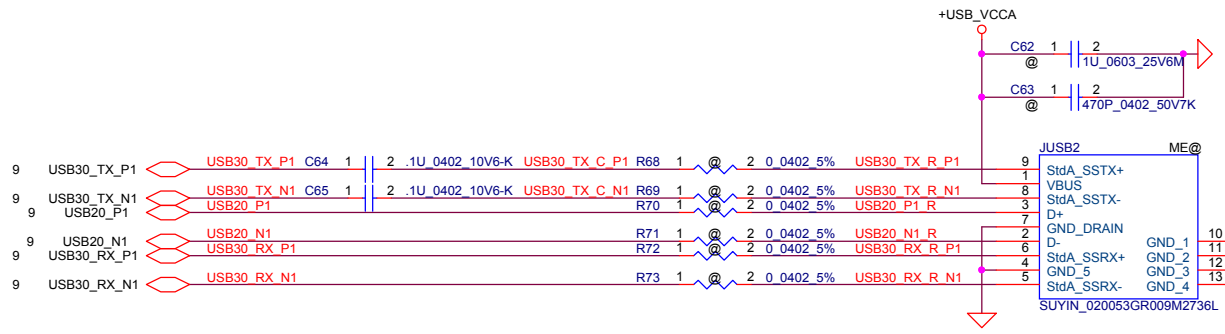 +USB_VCCA
C62 1 2
@ 1U_0603_25V6M
C63 1 2
@ 470P_0402_50V7K
JUSB2 ME@
9 USB30_TX_P1 USB30_TX_P1 C64 1 2 .1U_0402_10V6-K USB30_TX_C_P1 R68 1 @ 2 0_0402_5% USB30_TX_R_P1 9 StdA_SSTX+
1 VBUS
9 USB30_TX_N1 USB30_TX_N1 C65 1 2 .1U_0402_10V6-K USB30_TX_C_N1 R69 1 @ 2 0_0402_5% USB30_TX_R_N1 8 StdA_SSTX-
9 USB20_P1 USB20_P1 R70 1 @ 2 0_0402_5% USB20_P1_R 3 D+
7 GND_DRAIN
9 USB20_N1 USB20_N1 R71 1 @ 2 0_0402_5% USB20_N1_R 2 D- GND_1 10
9 USB30_RX_P1 USB30_RX_P1 R72 1 @ 2 0_0402_5% USB30_RX_R_P1 6 StdA_SSRX+ GND_2 11
4 GND_5 GND_3 12
9 USB30_RX_N1 USB30_RX_N1 R73 1 @ 2 0_0402_5% USB30_RX_R_N1 5 StdA_SSRX- GND_4 13
SUYIN_020053GR009M2736L